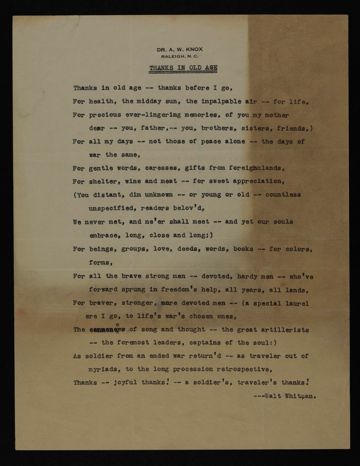 DR. A. W. KNOX
RALEIGH, N. C.
THANKS IN OLD AGE
Thanks in old age -- thanks before I go,
For health, the midday sun, the impalpable air -- for life,
For precious ever-lingering memories, of you my mother
dear -- you, father,-- you, brothers, sisters, friends,)
For all my days -- not those of peace alone -- the days of
war the same,
For gentle words, caresses, gifts from foreign lands,
For shelter, wine and meat -- for sweet appreciation,
(You distant, dim unknown -- or young or old -- countless
unspecified, readers belov'd,
We never met, and ne'er shall meet -- and yet our souls
embrace, long, close and long;)
For beings, groups, love, deeds, words, books -- for colors,
forms,
For all the brave strong men -- devoted, hardy men -- who've
forward sprung in freedom's help, all years, all lands,
For braver, stronger, more devoted men -- (a special laurel
ere I go, to life's war's chosen ones,
The of song and thought -- the great artillerists
-- the foremost leaders, captains of the soul:)
As soldier from an ended war return'd -- as traveler out of
myriads, to the long procession retrospective,
Thanks -- joyful thanks! -- a soldier's, traveler's thanks!
---Walt Whitman.